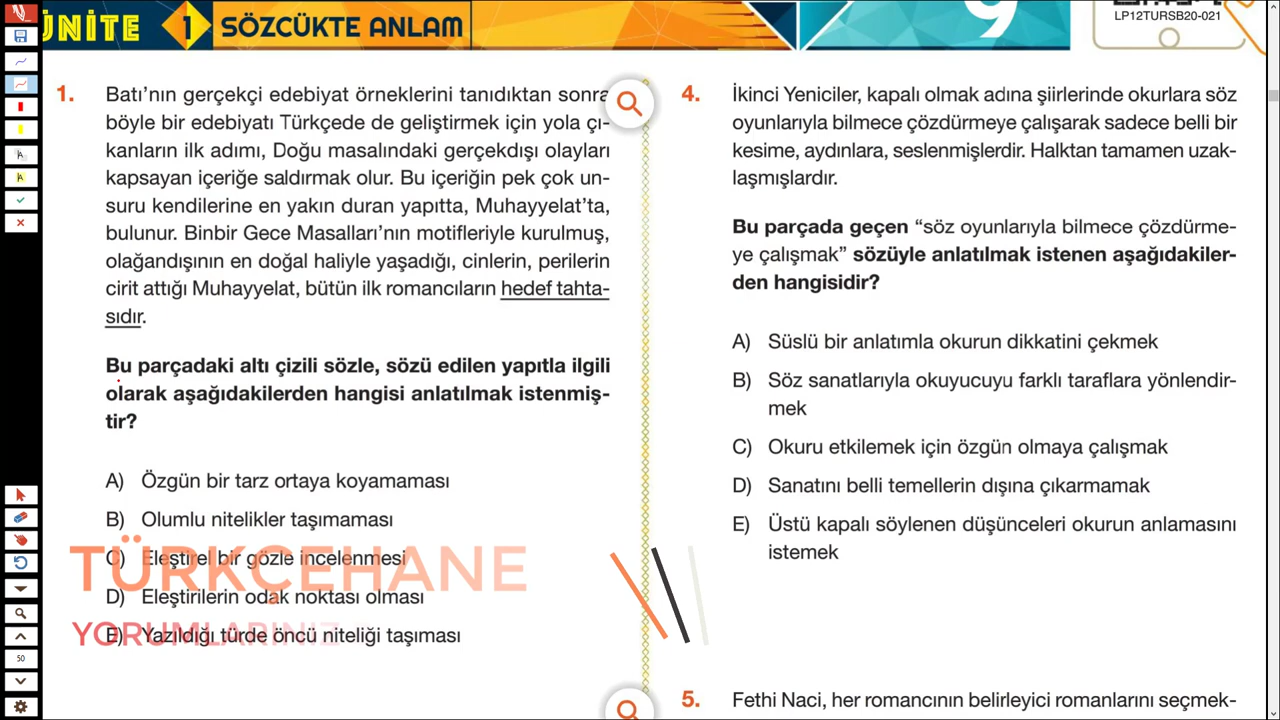 ÜNİTE 1 SÖZCÜKTE ANLAM
9
LP12TURSB20-021
1. Batı’nın gerçekçi edebiyat örneklerini tanıdıktan sonra
böyle bir edebiyatı Türkçede de geliştirmek için yola çı-
kanların ilk adımı, Doğu masalındaki gerçekdışı olayları
kapsayan içeriğe saldırmak olur. Bu içeriğin pek çok un-
suru kendilerine en yakın duran yapıtta, Muhayyelat’ta,
bulunur. Binbir Gece Masalları’nın motifleriyle kurulmuş,
olağandışının en doğal haliyle yaşadığı, cinlerin, perilerin
cirit attığı Muhayyelat, bütün ilk romancıların hedef tahta-
sıdır.
Bu parçadaki altı çizili sözle, sözü edilen yapıtla ilgili
olarak aşağıdakilerden hangisi anlatılmak istenmiş-
tir?
A) Özgün bir tarz ortaya koyamaması
B) Olumlu nitelikler taşımaması
C) Eleştirel bir gözle incelenmesi
D) Eleştirilerin odak noktası olması
E) Yazıldığı türde öncü niteliği taşıması
TÜRKÇEHANE
YORUMLARINIZ
4. İkinci Yeniciler, kapalı olmak adına şiirlerinde okurlara söz
oyunlarıyla bilmece çözdürmeye çalışarak sadece belli bir
kesime, aydınlara, seslenmişlerdir. Halktan tamamen uzak-
laşmışlardır.
Bu parçada geçen “söz oyunlarıyla bilmece çözdürme-
ye çalışmak” sözüyle anlatılmak istenen aşağıdakiler-
den hangisidir?
A) Süslü bir anlatımla okurun dikkatini çekmek
B) Söz sanatlarıyla okuyucuyu farklı taraflara yönlendir-
mek
C) Okuru etkilemek için özgün olmaya çalışmak
D) Sanatını belli temellerin dışına çıkarmamak
E) Üstü kapalı söylenen düşünceleri okurun anlamasını
istemek
5. Fethi Naci, her romancının belirleyici romanlarını seçmek-
50